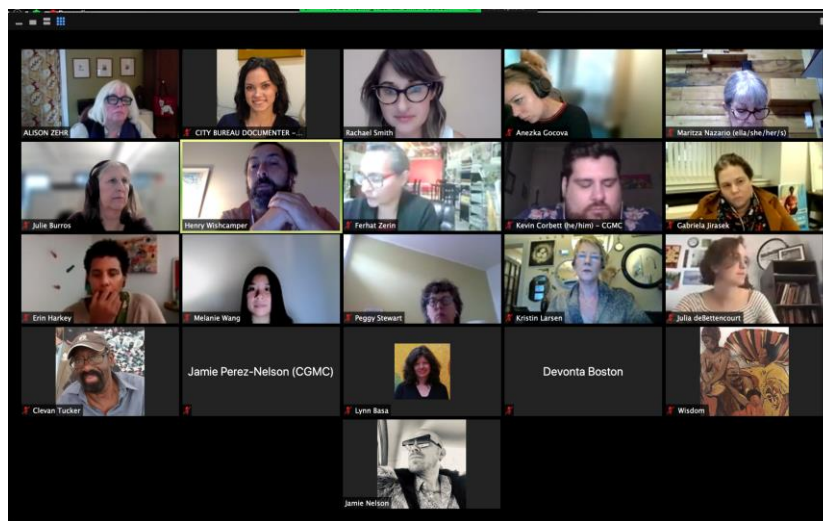 ALISON ZEHR
CITY BUREAU DOCUMENTER –...
Rachael Smith
Anezka Gocova
Maritza Nazario (ella/she/her/s)
Julie Burros
Henry Wishcamper
Ferhat Zerin
Kevin Corbett (he/him) – CGMC
Gabriela Jirasek
Erin Harkey
Melanie Wang
Peggy Stewart
Kristin Larsen
Julia deBettencourt
Clevan Tucker
Jamie Perez-Nelson (CGMC)
Lynn Basa
Devonta Boston
Wisdom
Jamie Nelson